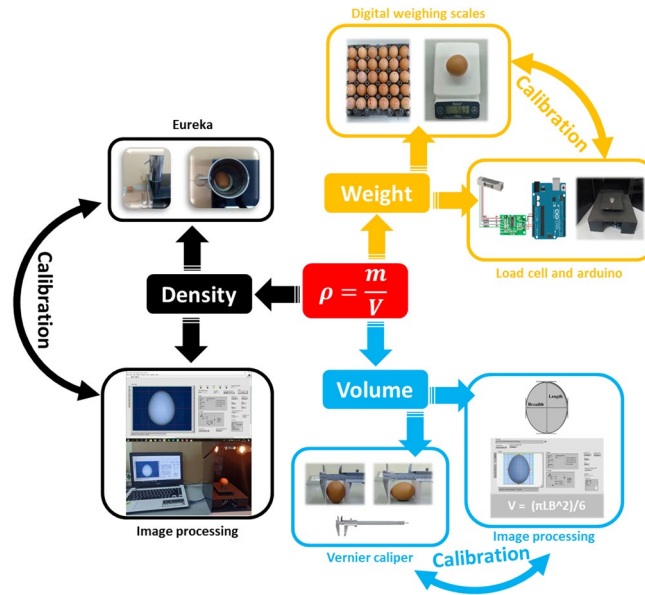 Digital weighing scales
Calibration
Eureka
Weight
Load cell and arduino
Calibration
Density
ρ = m/V
Volume
Breadth
Length
V = (πLB^2)/6
Image processing
Vernier caliper
Image processing
Calibration